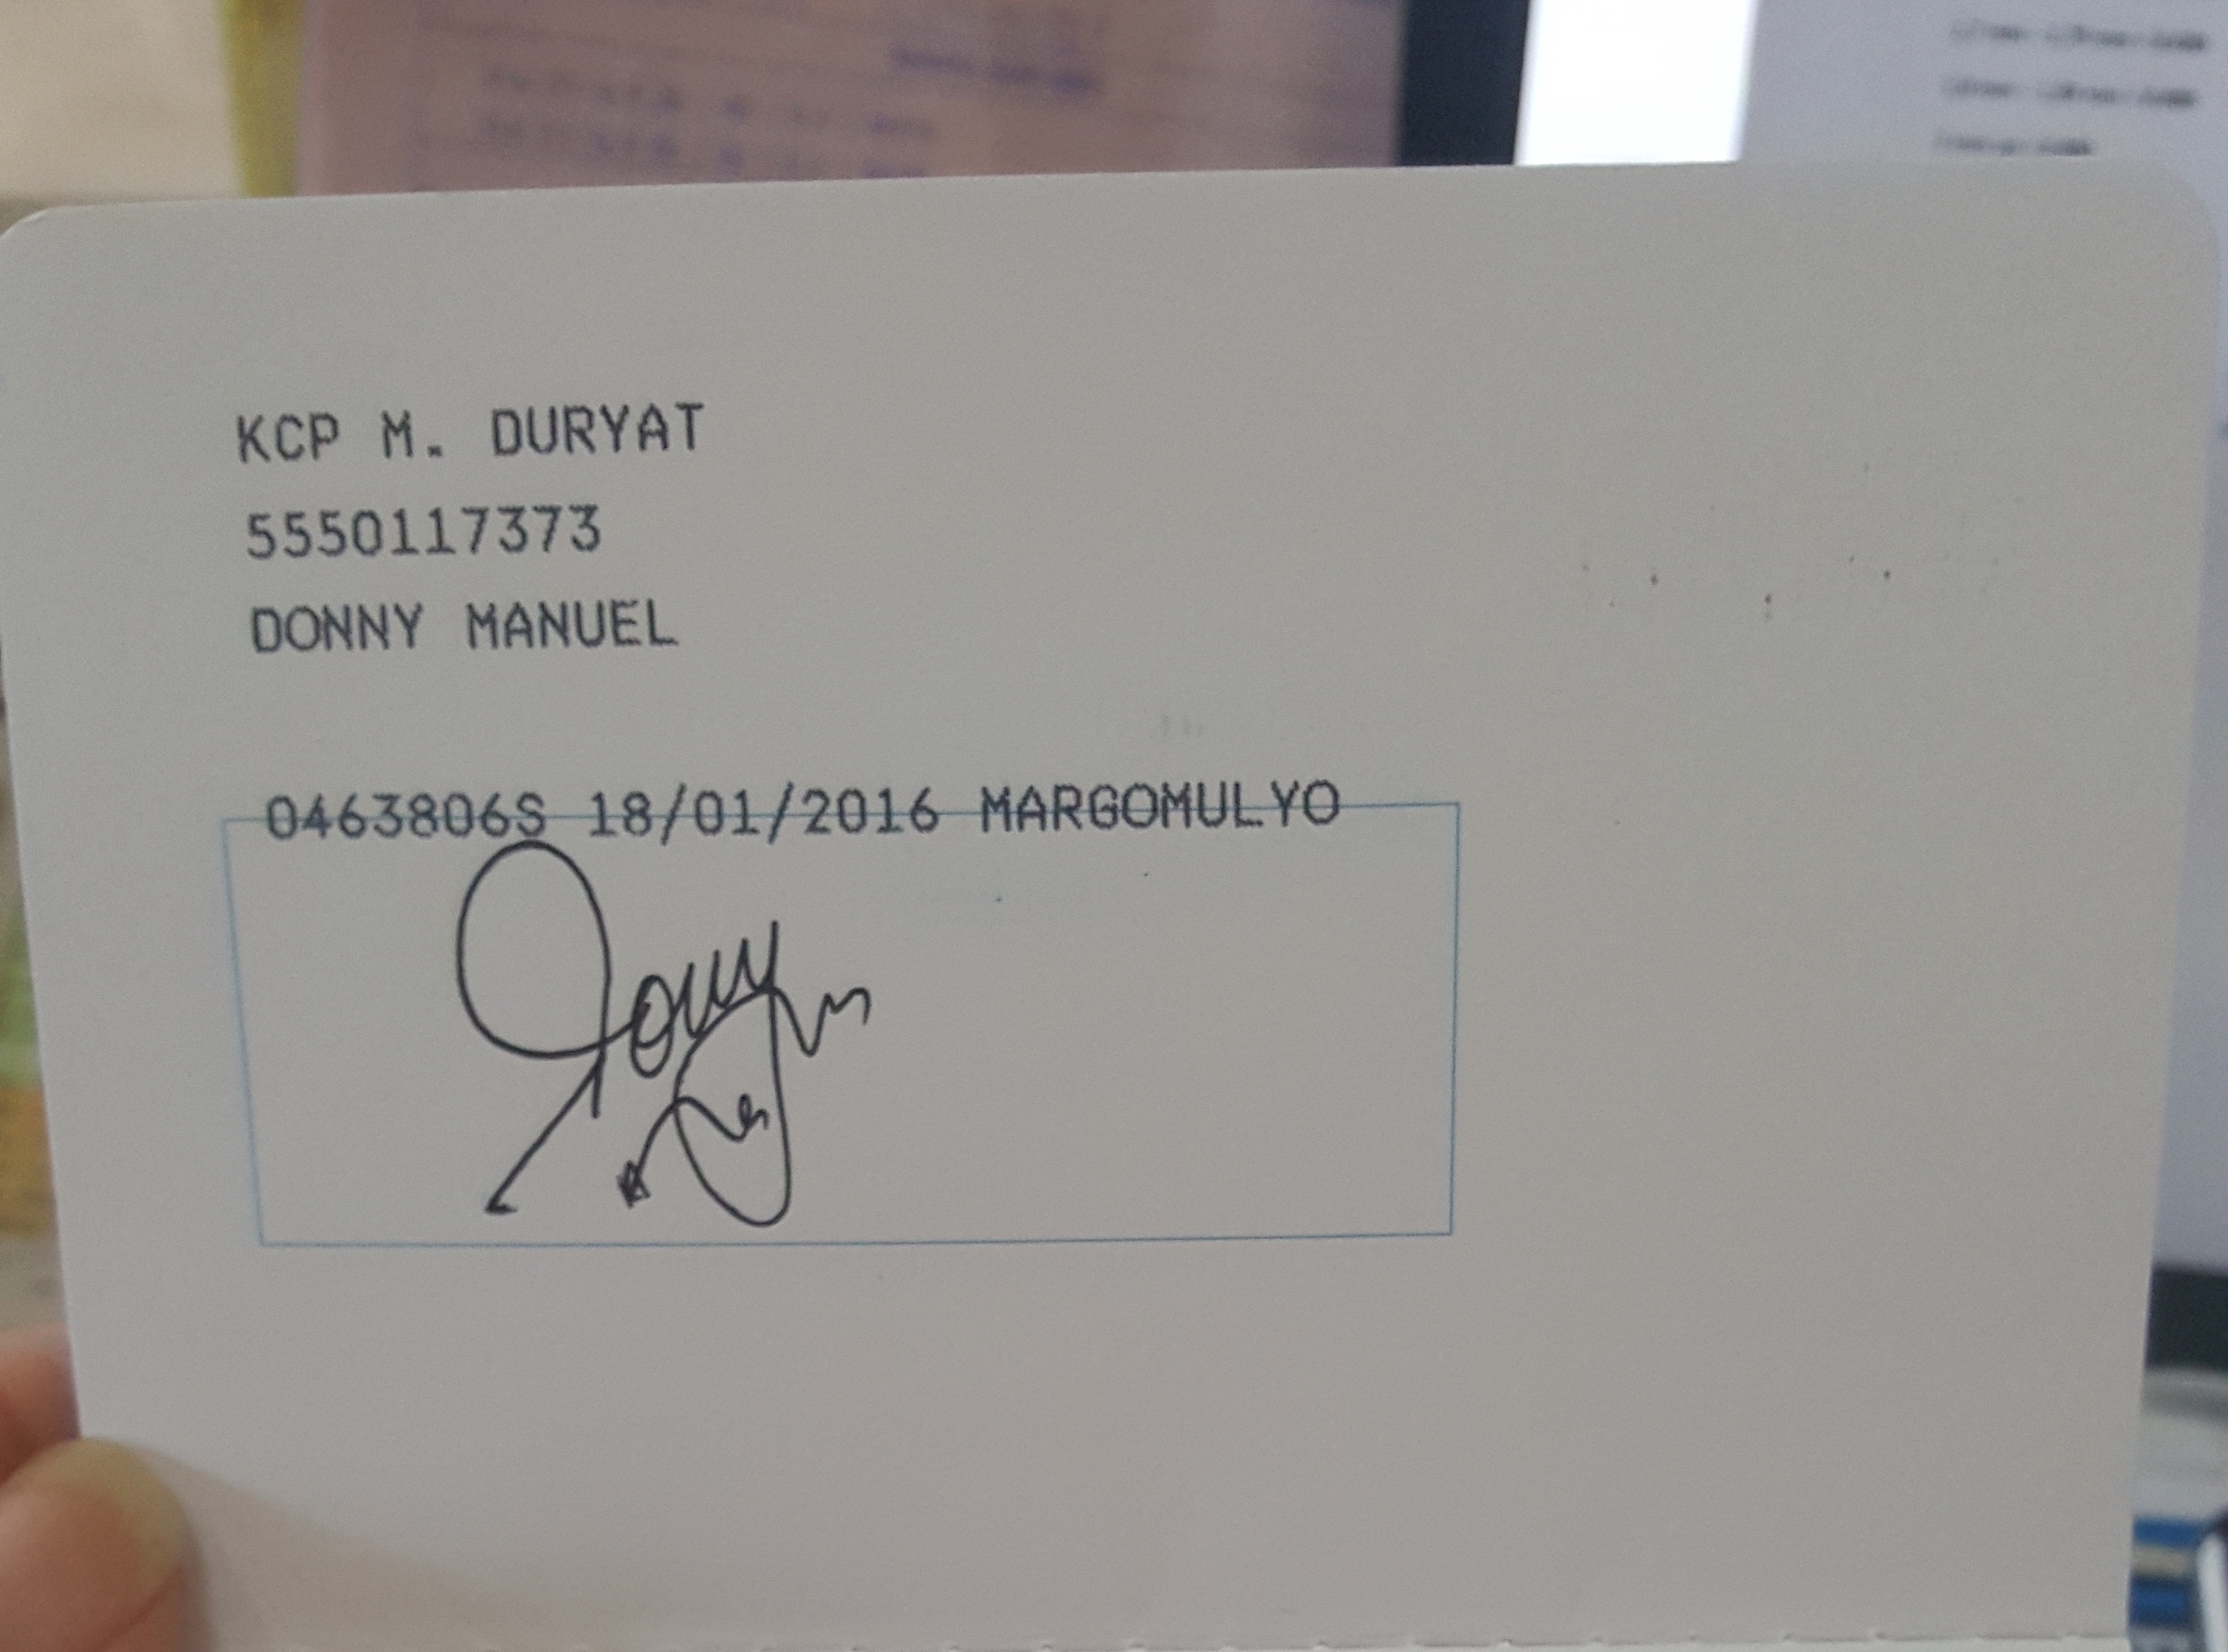 KCP M. DURYAT
5550117373
DONNY MANUEL
0463806S 18/01/2016 MARGOMULYO